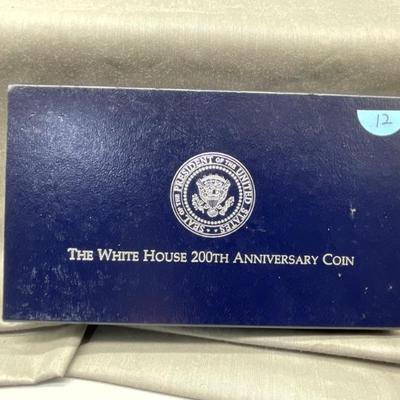 12
SEAL OF THE PRESIDENT OF THE UNITED STATES
THE WHITE HOUSE 200TH ANNIVERSARY COIN